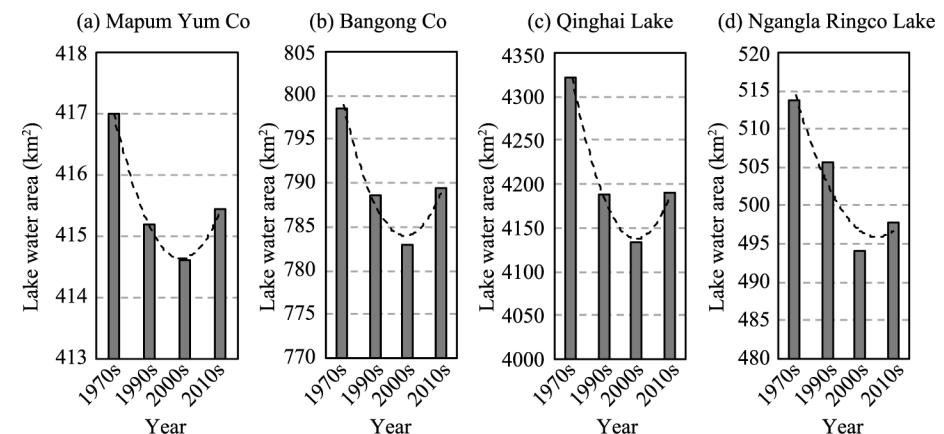 (a) Mapum Yum Co
Lake water area (km²)
418
417
416
415
414
413
1970s
1990s
2000s
2010s
Year
(b) Bangong Co
Lake water area (km²)
805
800
795
790
785
780
775
770
1970s
1990s
2000s
2010s
Year
(c) Qinghai Lake
Lake water area (km²)
4350
4300
4250
4200
4150
4100
4050
4000
1970s
1990s
2000s
2010s
Year
(d) Ngangla Ringco Lake
Lake water area (km²)
520
515
510
505
500
495
490
485
480
1970s
1990s
2000s
2010s
Year